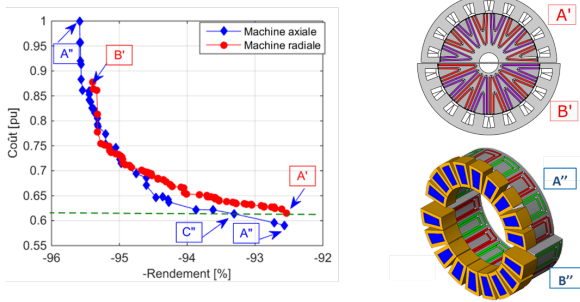 Machine axiale
Machine radiale
A''
B'
A'
C''
A''
Coût [pu]
1
0.95
0.9
0.85
0.8
0.75
0.7
0.65
0.6
0.55
-96
-95
-94
-93
-92
-Rendement [%]
A'
B'
A''
B''